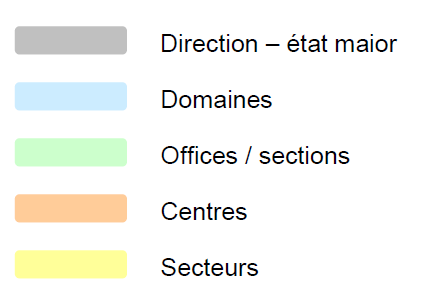 Direction – état maior
Domaines
Offices / sections
Centres
Secteurs